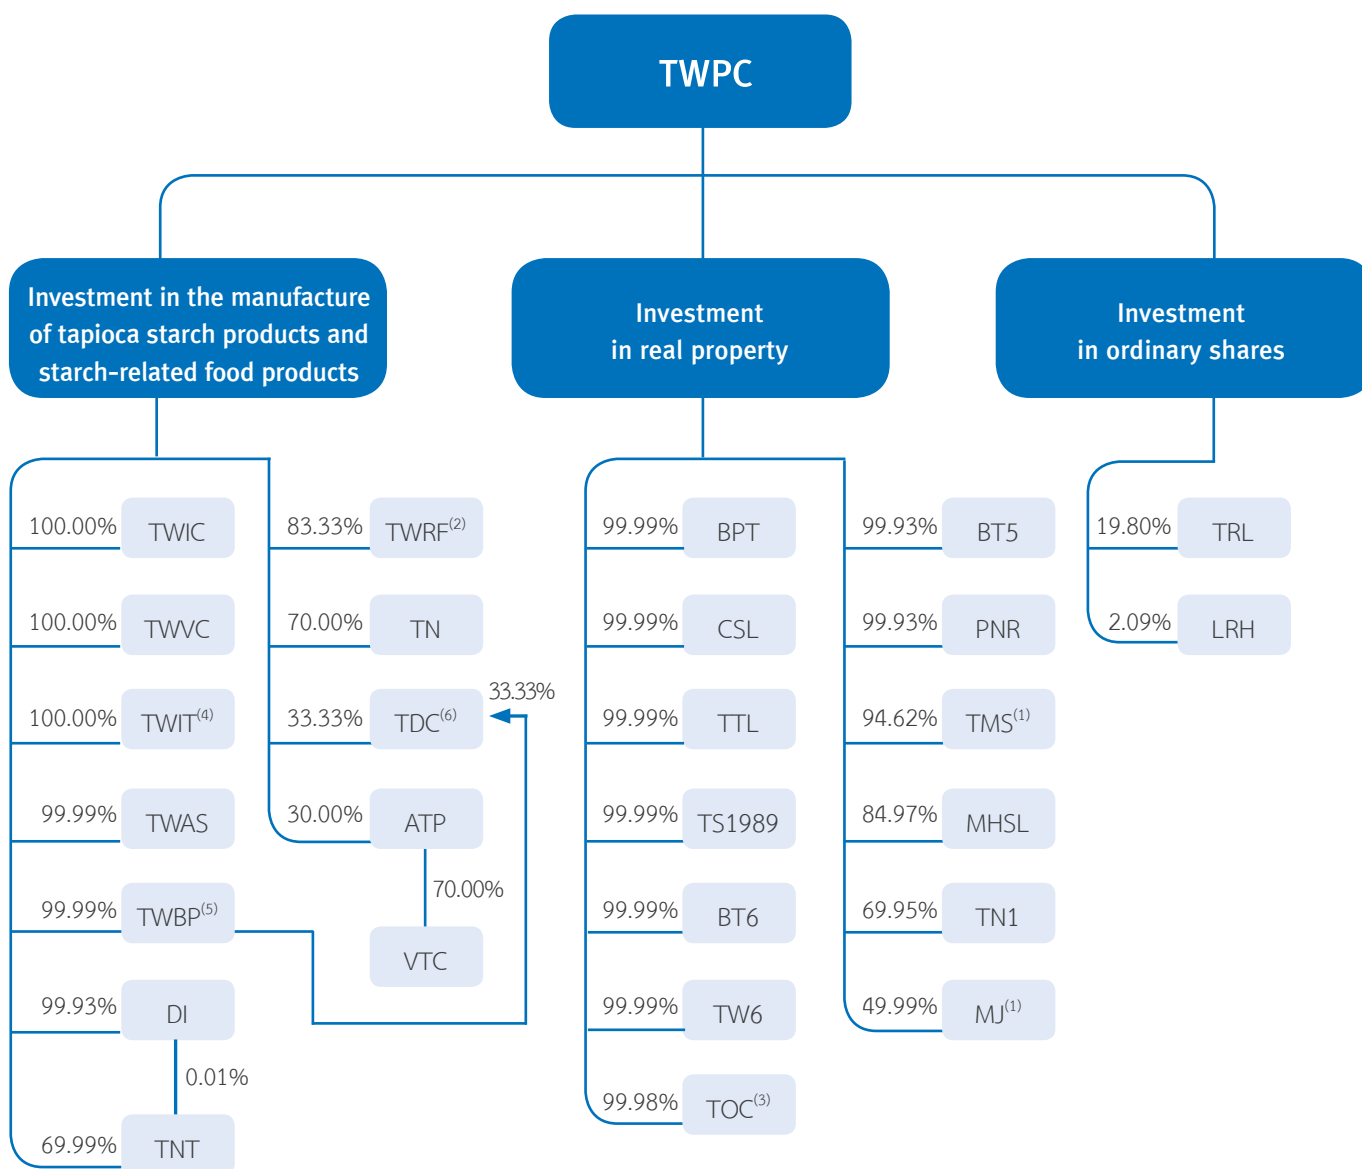 TWPC
Investment in the manufacture
of tapioca starch products and
starch-related food products
Investment
in real property
Investment
in ordinary shares
100.00% TWIC
100.00% TWVC
100.00% TWIT(4)
99.99% TWAS
99.99% TWBP(5)
99.93% DI
0.01%
69.99% TNT
83.33% TWRF(2)
70.00% TN
33.33% TDC(6) 33.33%
30.00% ATP
70.00%
VTC
99.99% BPT
99.99% CSL
99.99% TTL
99.99% TS1989
99.99% BT6
99.99% TW6
99.98% TOC(3)
99.93% BT5
99.93% PNR
94.62% TMS(1)
84.97% MHSL
69.95% TN1
49.99% MJ(1)
19.80% TRL
2.09% LRH